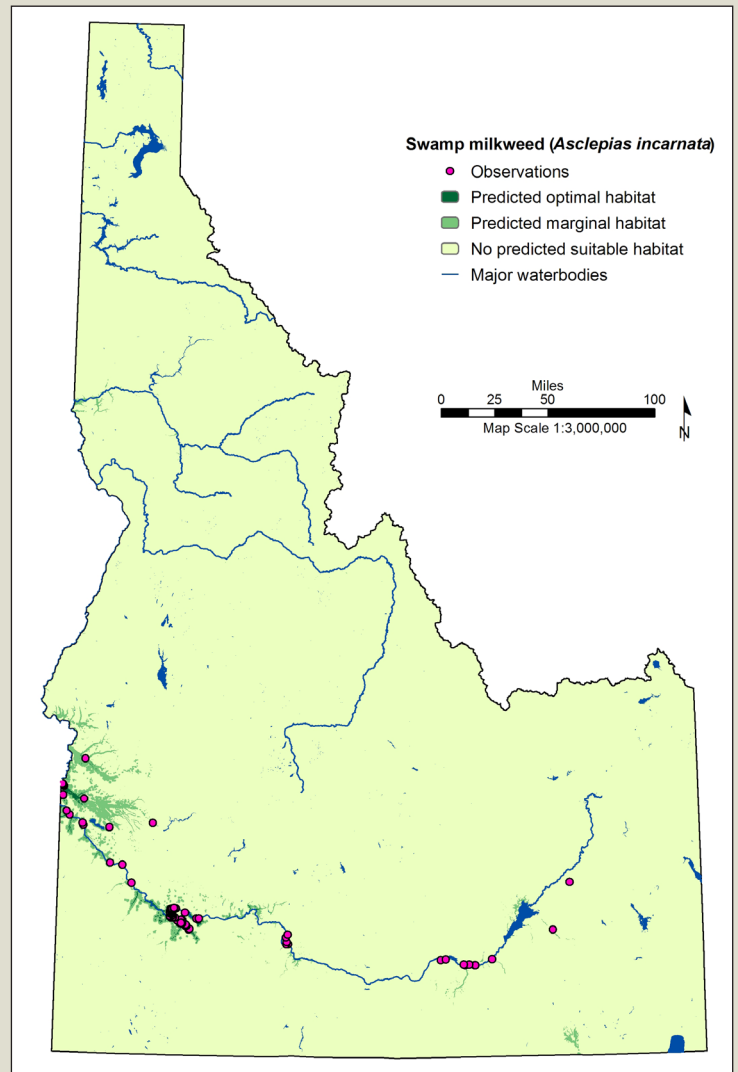 Swamp milkweed (Asclepias incarnata)
Observations
Predicted optimal habitat
Predicted marginal habitat
No predicted suitable habitat
Major waterbodies
Miles
0 25 50 100
Map Scale 1:3,000,000
N